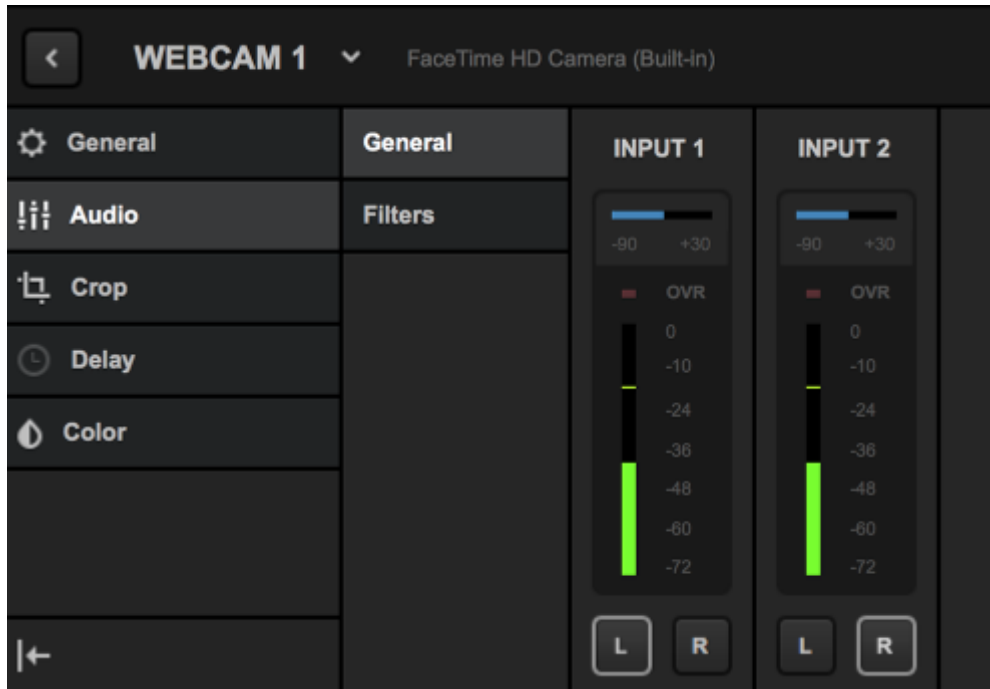 WEBCAM 1
FaceTime HD Camera (Built-in)
General
Audio
Crop
Delay
Color
General
Filters
INPUT 1
-90 +30
OVR
0
-10
-24
-36
-48
-60
-72
L R
INPUT 2
-90 +30
OVR
0
-10
-24
-36
-48
-60
-72
L R